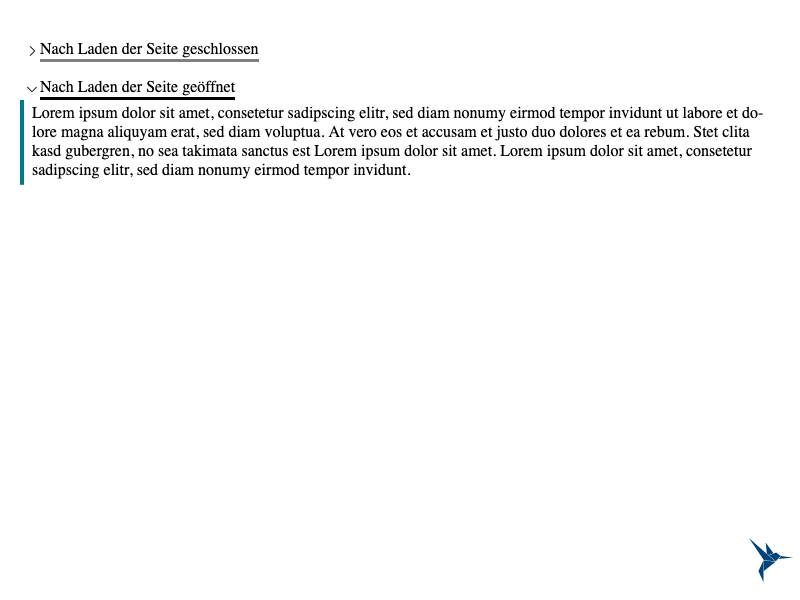 Nach Laden der Seite geschlossen
Nach Laden der Seite geöffnet
Lorem ipsum dolor sit amet, consetetur sadipscing elitr, sed diam nonumy eirmod tempor invidunt ut labore et do-
lore magna aliquyam erat, sed diam voluptua. At vero eos et accusam et justo duo dolores et ea rebum. Stet clita
kasd gubergren, no sea takimata sanctus est Lorem ipsum dolor sit amet. Lorem ipsum dolor sit amet, consetetur
sadipscing elitr, sed diam nonumy eirmod tempor invidunt.